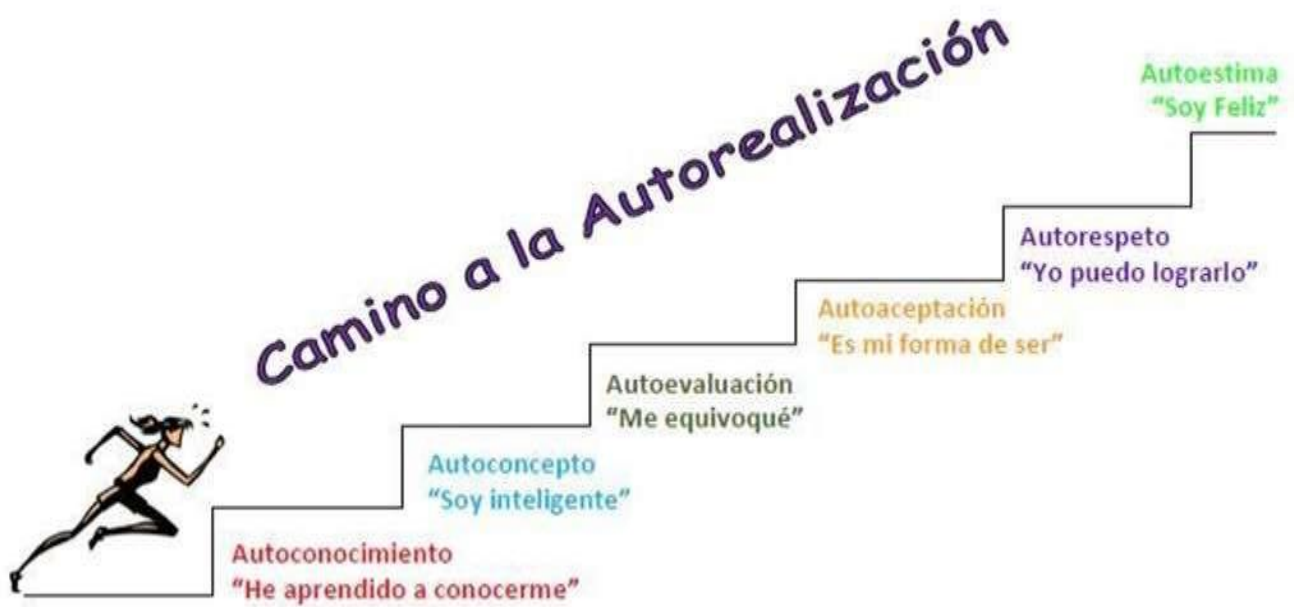 Camino a la Autorealización
Autoestima
“Soy Feliz”
Autorespeto
“Yo puedo lograrlo”
Autoaceptación
“Es mi forma de ser”
Autoevaluación
“Me equivoqué”
Autoconcepto
“Soy inteligente”
Autoconocimiento
“He aprendido a conocerme”